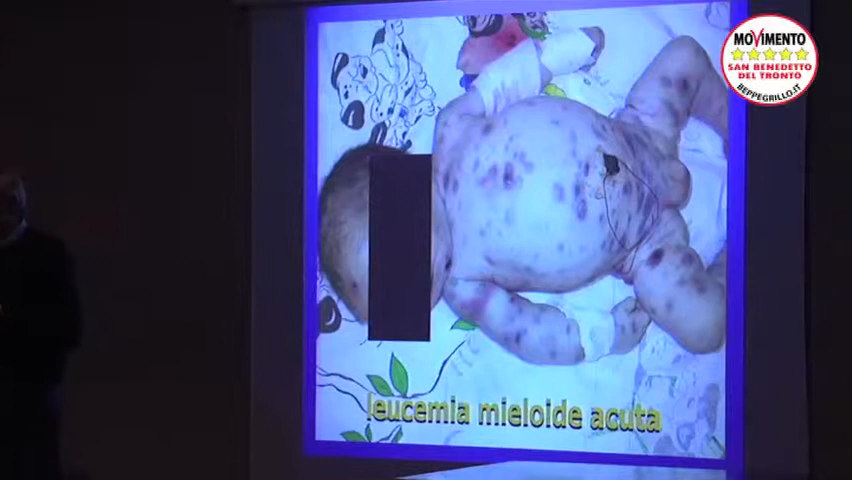 MOVIMENTO
SAN BENEDETTO
DEL TRONTO
BEPPEGRILLO.IT
leucemia mieloide acuta